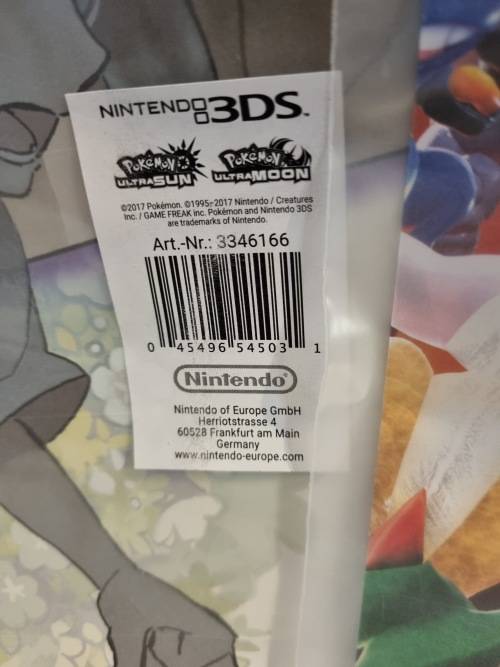 NINTENDO 3DS™
POKéMON POKéMON
ULTRA SUN ULTRA MOON
©2017 Pokémon. ©1995-2017 Nintendo / Creatures
Inc. / GAME FREAK inc. Pokémon and Nintendo 3DS
are trademarks of Nintendo.
Art.-Nr.: 3346166
0 45496 54503 1
Nintendo®
Nintendo of Europe GmbH
Herriotstrasse 4
60528 Frankfurt am Main
Germany
www.nintendo-europe.com